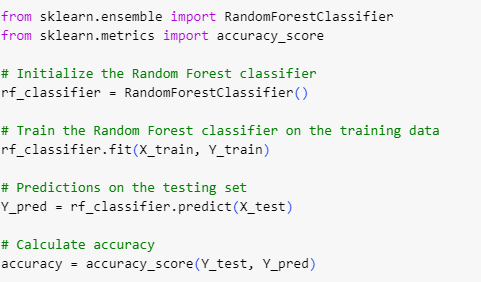 from sklearn.ensemble import RandomForestClassifier
from sklearn.metrics import accuracy_score
# Initialize the Random Forest classifier
rf_classifier = RandomForestClassifier()
# Train the Random Forest classifier on the training data
rf_classifier.fit(X_train, Y_train)
# Predictions on the testing set
Y_pred = rf_classifier.predict(X_test)
# Calculate accuracy
accuracy = accuracy_score(Y_test, Y_pred)